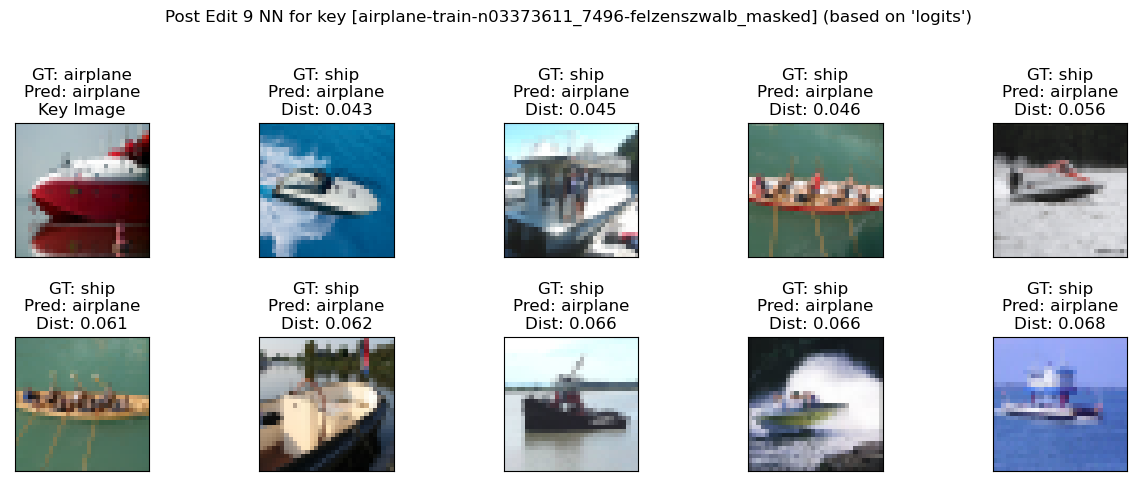 Post Edit 9 NN for key [airplane-train-n03373611_7496-felzenszwalb_masked] (based on 'logits')
GT: airplane
Pred: airplane
Key Image
GT: ship
Pred: airplane
Dist: 0.043
GT: ship
Pred: airplane
Dist: 0.045
GT: ship
Pred: airplane
Dist: 0.046
GT: ship
Pred: airplane
Dist: 0.056
GT: ship
Pred: airplane
Dist: 0.061
GT: ship
Pred: airplane
Dist: 0.062
GT: ship
Pred: airplane
Dist: 0.066
GT: ship
Pred: airplane
Dist: 0.066
GT: ship
Pred: airplane
Dist: 0.068